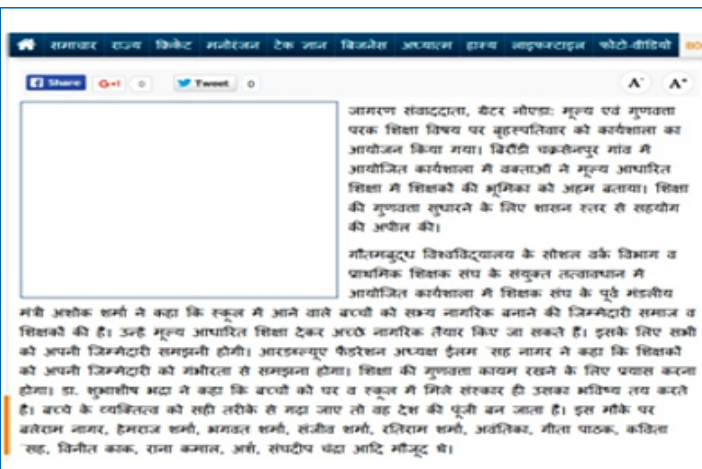 समाचार राज्य क्रिकेट मनोरंजन टेक ज्ञान बिजनेस अध्यात्म हास्य लाइफस्टाइल फोटो-वीडियो BO
Share G+1 0 Tweet 0 A- A+
जागरण संवाददाता, ग्रेटर नोएडा: मूल्य एवं गुणवत्ता
परक शिक्षा विषय पर बृहस्पतिवार को कार्यशाला का
आयोजन किया गया। बिरौंडी चक्रसेनपुर गांव में
आयोजित कार्यशाला में वक्ताओं ने मूल्य आधारित
शिक्षा में शिक्षकों की भूमिका को अहम बताया। शिक्षा
की गुणवत्ता सुधारने के लिए शासन स्तर से सहयोग
की अपील की।
गौतमबुद्ध विश्वविद्यालय के सोशल वर्क विभाग व
प्राथमिक शिक्षक संघ के संयुक्त तत्वावधान में
आयोजित कार्यशाला में शिक्षक संघ के पूर्व मंडलीय
मंत्री अशोक शर्मा ने कहा कि स्कूल में आने वाले बच्चों को सभ्य नागरिक बनाने की जिम्मेदारी समाज व
शिक्षकों की है। उन्हें मूल्य आधारित शिक्षा देकर अच्छे नागरिक तैयार किए जा सकते हैं। इसके लिए सभी
को अपनी जिम्मेदारी समझनी होगी। आरडब्ल्यूए फैडरेशन अध्यक्ष ईलम ¨सह नागर ने कहा कि शिक्षकों
को अपनी जिम्मेदारी को गंभीरता से समझना होगा। शिक्षा की गुणवत्ता कायम रखने के लिए प्रयास करना
होगा। डा. शुभाशीष भद्रा ने कहा कि बच्चों को घर व स्कूल में मिले संस्कार ही उसका भविष्य तय करते
है। बच्चे के व्यक्तित्व को सही तरीके से गढ़ा जाए तो वह देश की पूंजी बन जाता है। इस मौके पर
बलेराम नागर, हेमराज शर्मा, भागवत शर्मा, संजीव शर्मा, रतिराम शर्मा, अवंतिका, गीता पाठक, कविता
¨सह, विनीत काक, राना कमाल, अर्श, संघदीप चंद्रा आदि मौजूद थे।